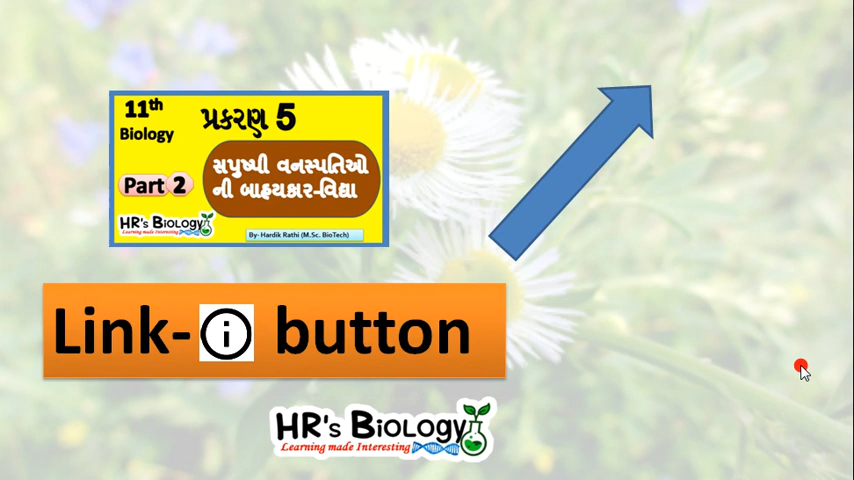 11th
Biology
પ્રકરણ 5
સપુષ્પી વનસ્પતિઓ
ની બાહ્યકાર-વિદ્યા
Part 2
HR's Biology
Learning made Interesting
By- Hardik Rathi (M.Sc. BioTech)
Link- i button
HR's Biology
Learning made Interesting